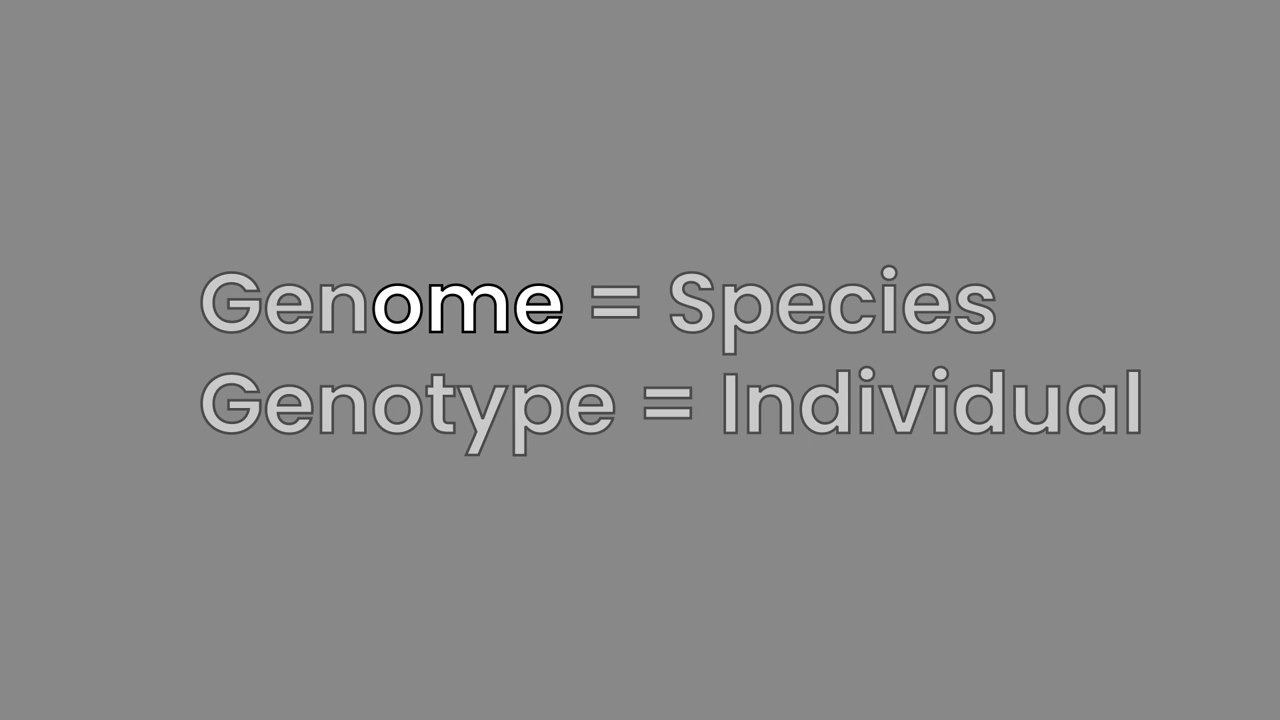 Genome = Species
Genotype = Individual